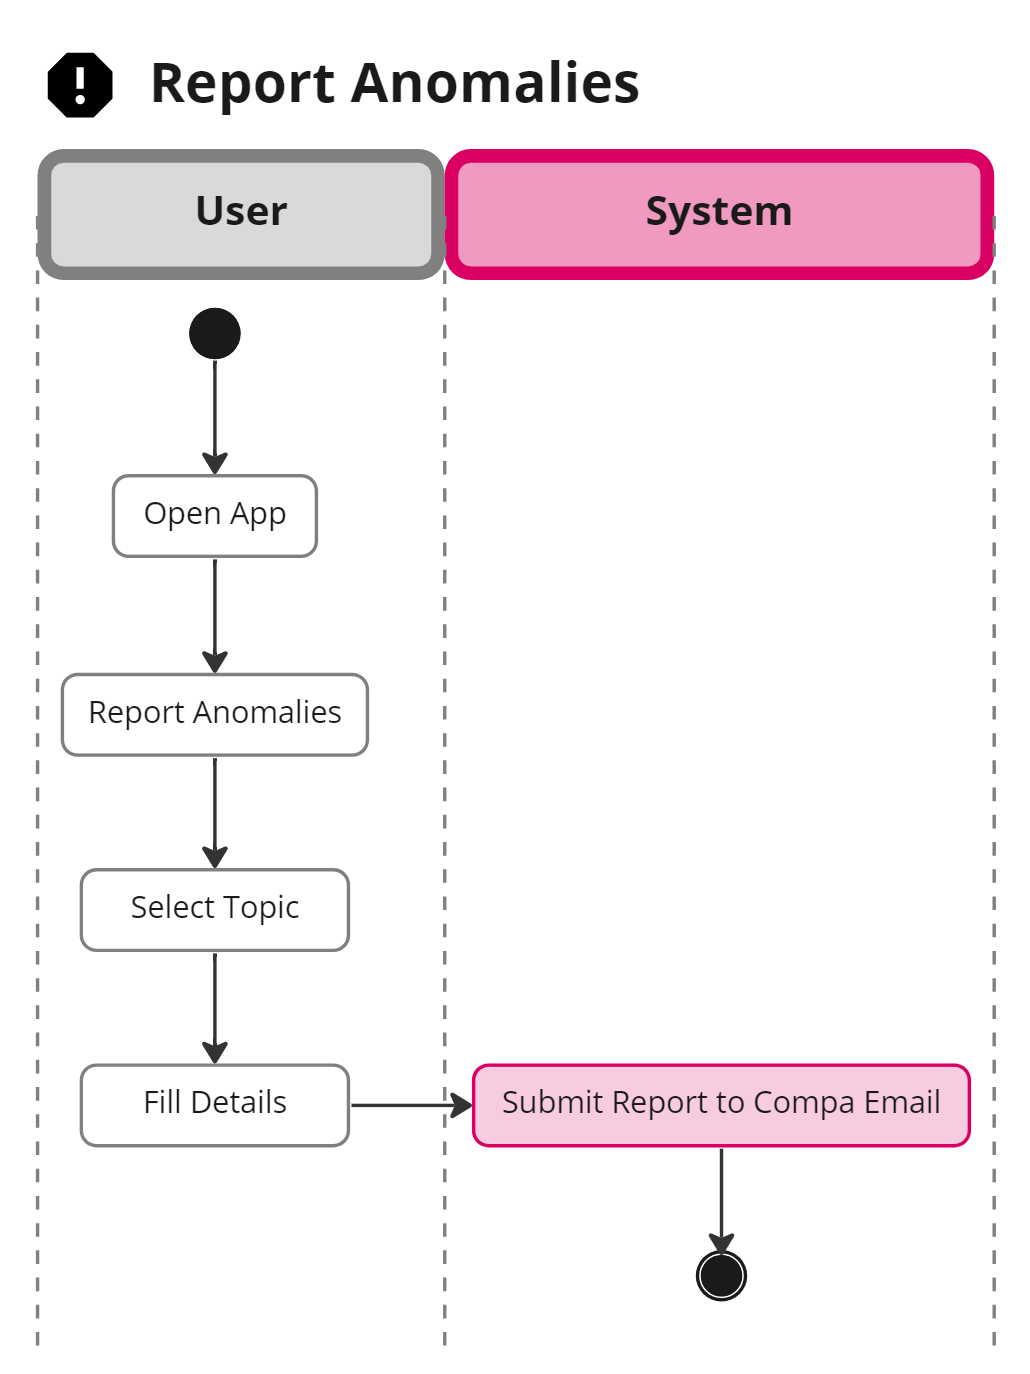 Report Anomalies
User
System
Open App
Report Anomalies
Select Topic
Fill Details
Submit Report to Compa Email